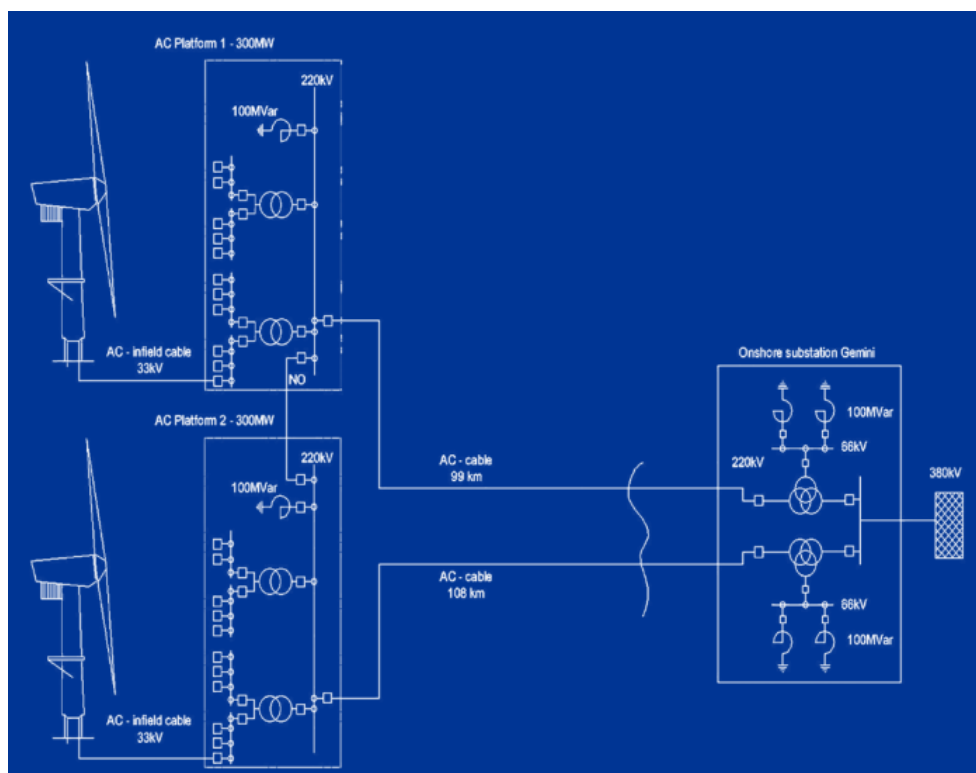 AC Platform 1 - 300MW
220kV
100MVar
AC - infield cable
33kV
NO
AC Platform 2 - 300MW
220kV
100MVar
AC - infield cable
33kV
AC - cable
99 km
AC - cable
108 km
Onshore substation Gemini
100MVar
66kV
220kV
380kV
66kV
100MVar